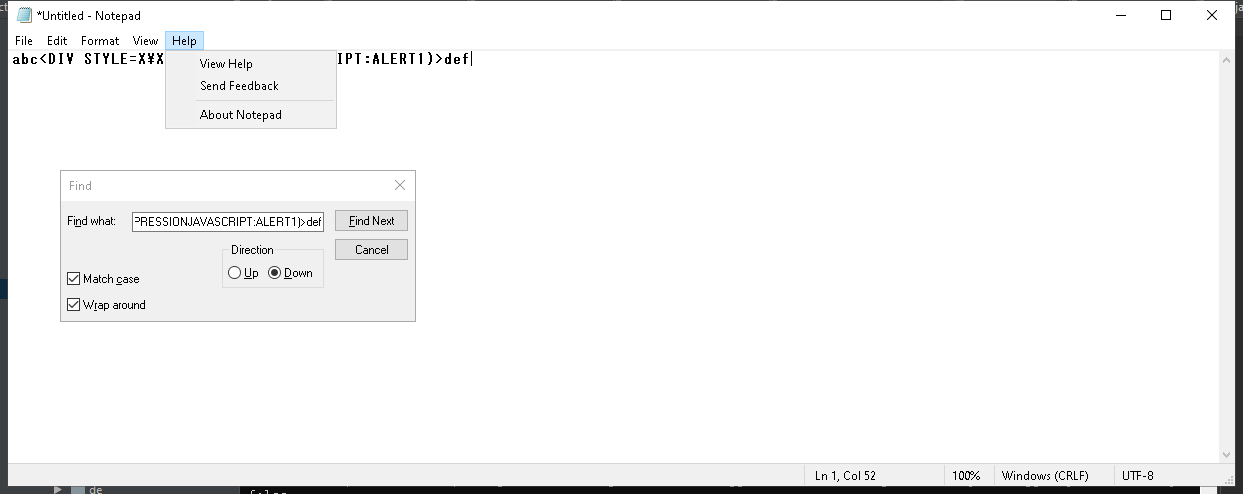 *Untitled - Notepad
File Edit Format View Help
abc<DIV STYLE=X¥X IPT:ALERT1)>def
View Help
Send Feedback
About Notepad
Find
Find what: PRESSIONJAVASCRIPT:ALERT1)>def Find Next
Direction Cancel
Up Down
Match case
Wrap around
Ln 1, Col 52 100% Windows (CRLF) UTF-8
de